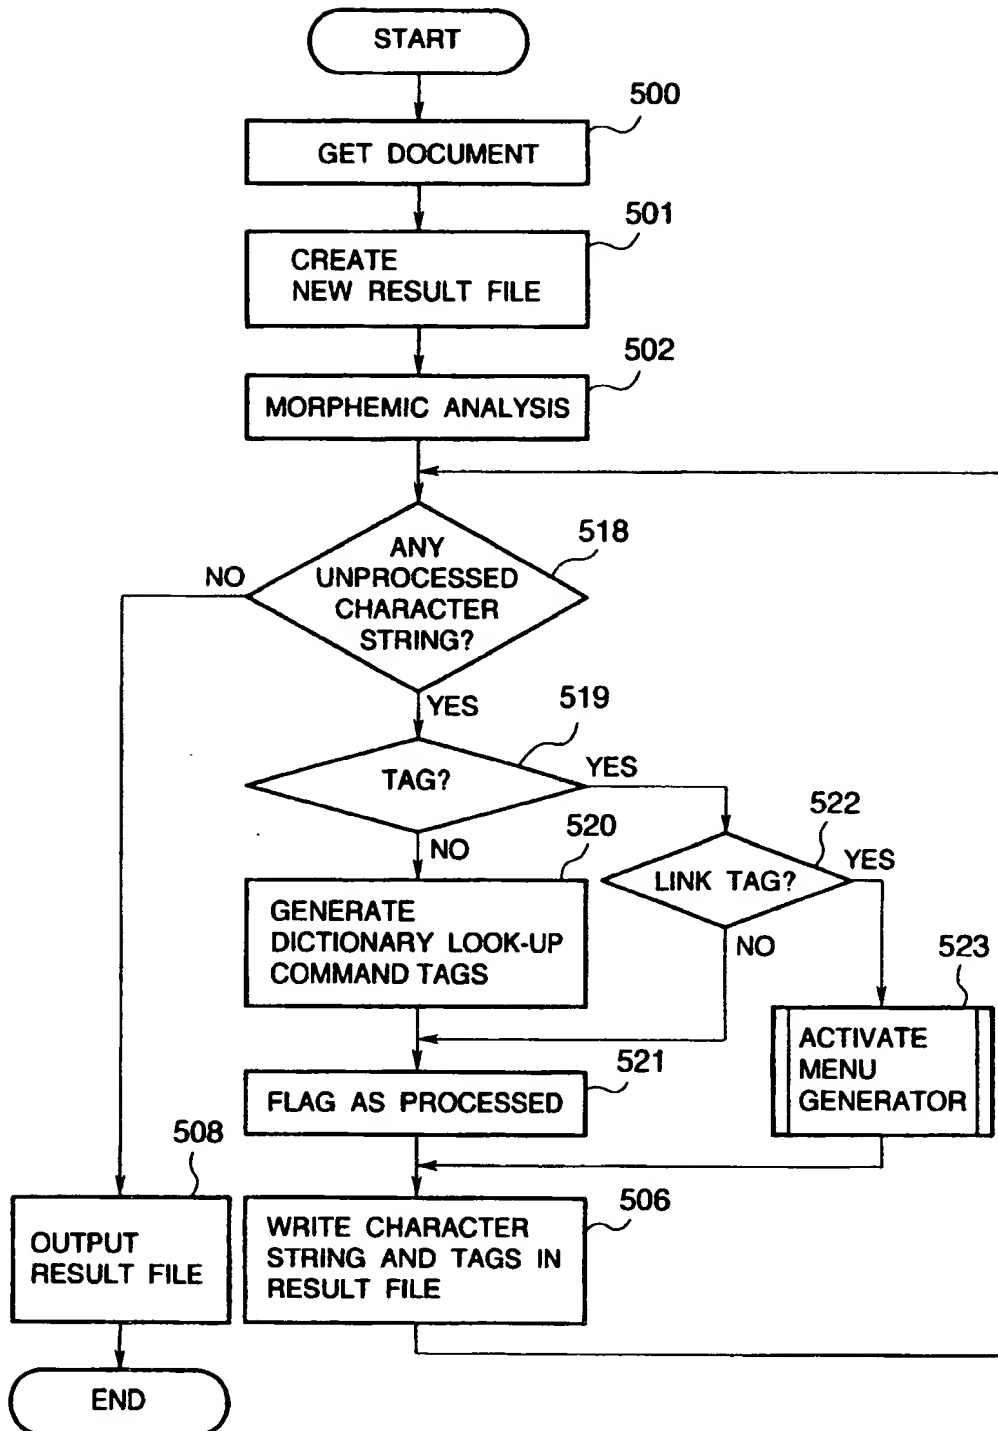 START
500
GET DOCUMENT
501
CREATE
NEW RESULT FILE
502
MORPHEMIC ANALYSIS
518
ANY
UNPROCESSED
CHARACTER
STRING?
NO
YES
519
TAG?
YES
NO
522
LINK TAG?
YES
NO
520
GENERATE
DICTIONARY LOOK-UP
COMMAND TAGS
523
ACTIVATE
MENU
GENERATOR
521
FLAG AS PROCESSED
506
WRITE CHARACTER
STRING AND TAGS IN
RESULT FILE
508
OUTPUT
RESULT FILE
END